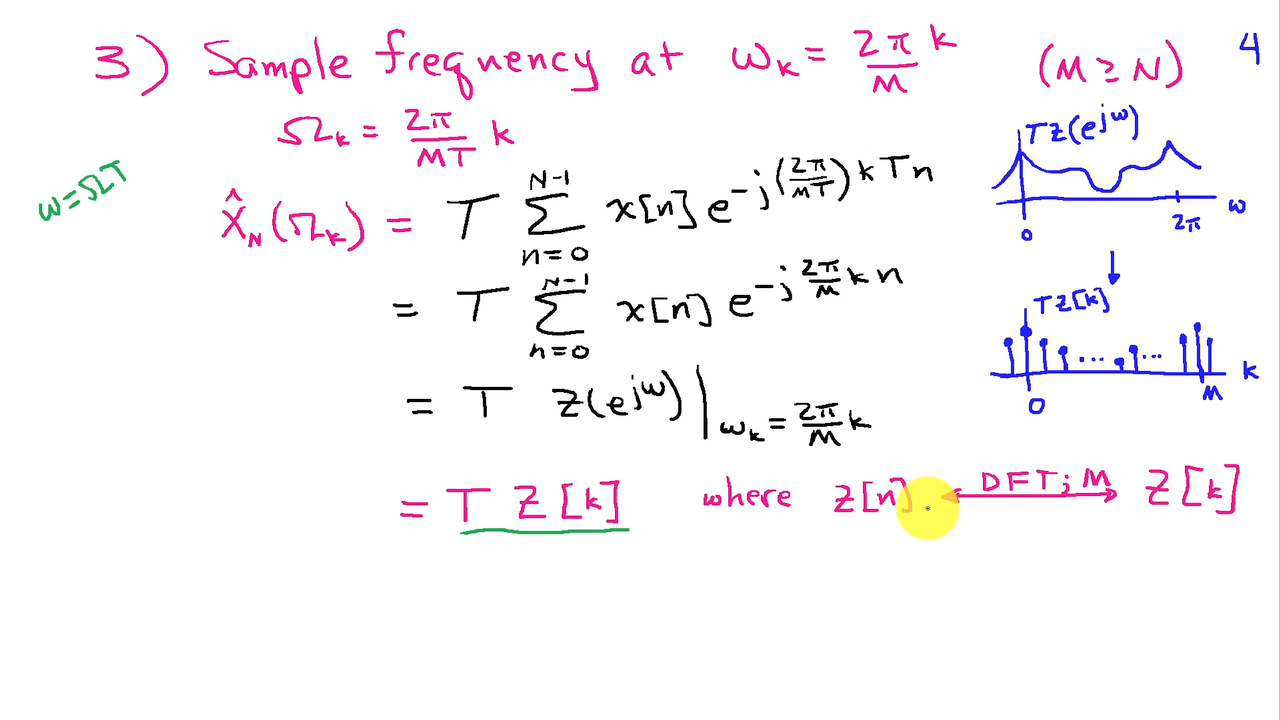 3) Sample frequency at ω_k = 2π/M k (M ≥ N) 4
Ω_k = 2π/MT k
ω = ΩT
X̂_N(Ω_k) = T Σ_{n=0}^{N-1} x[n] e^{-j(2π/MT)kTn}
= T Σ_{n=0}^{N-1} x[n] e^{-j 2π/M kn}
= T Z(e^{jω}) |_{ω_k = 2π/M k}
= T Z[k] where z[n] ⟷ Z[k]
DFT; M
TZ(e^{jω})
0 2π ω
TZ[k]
... ...
0 M k